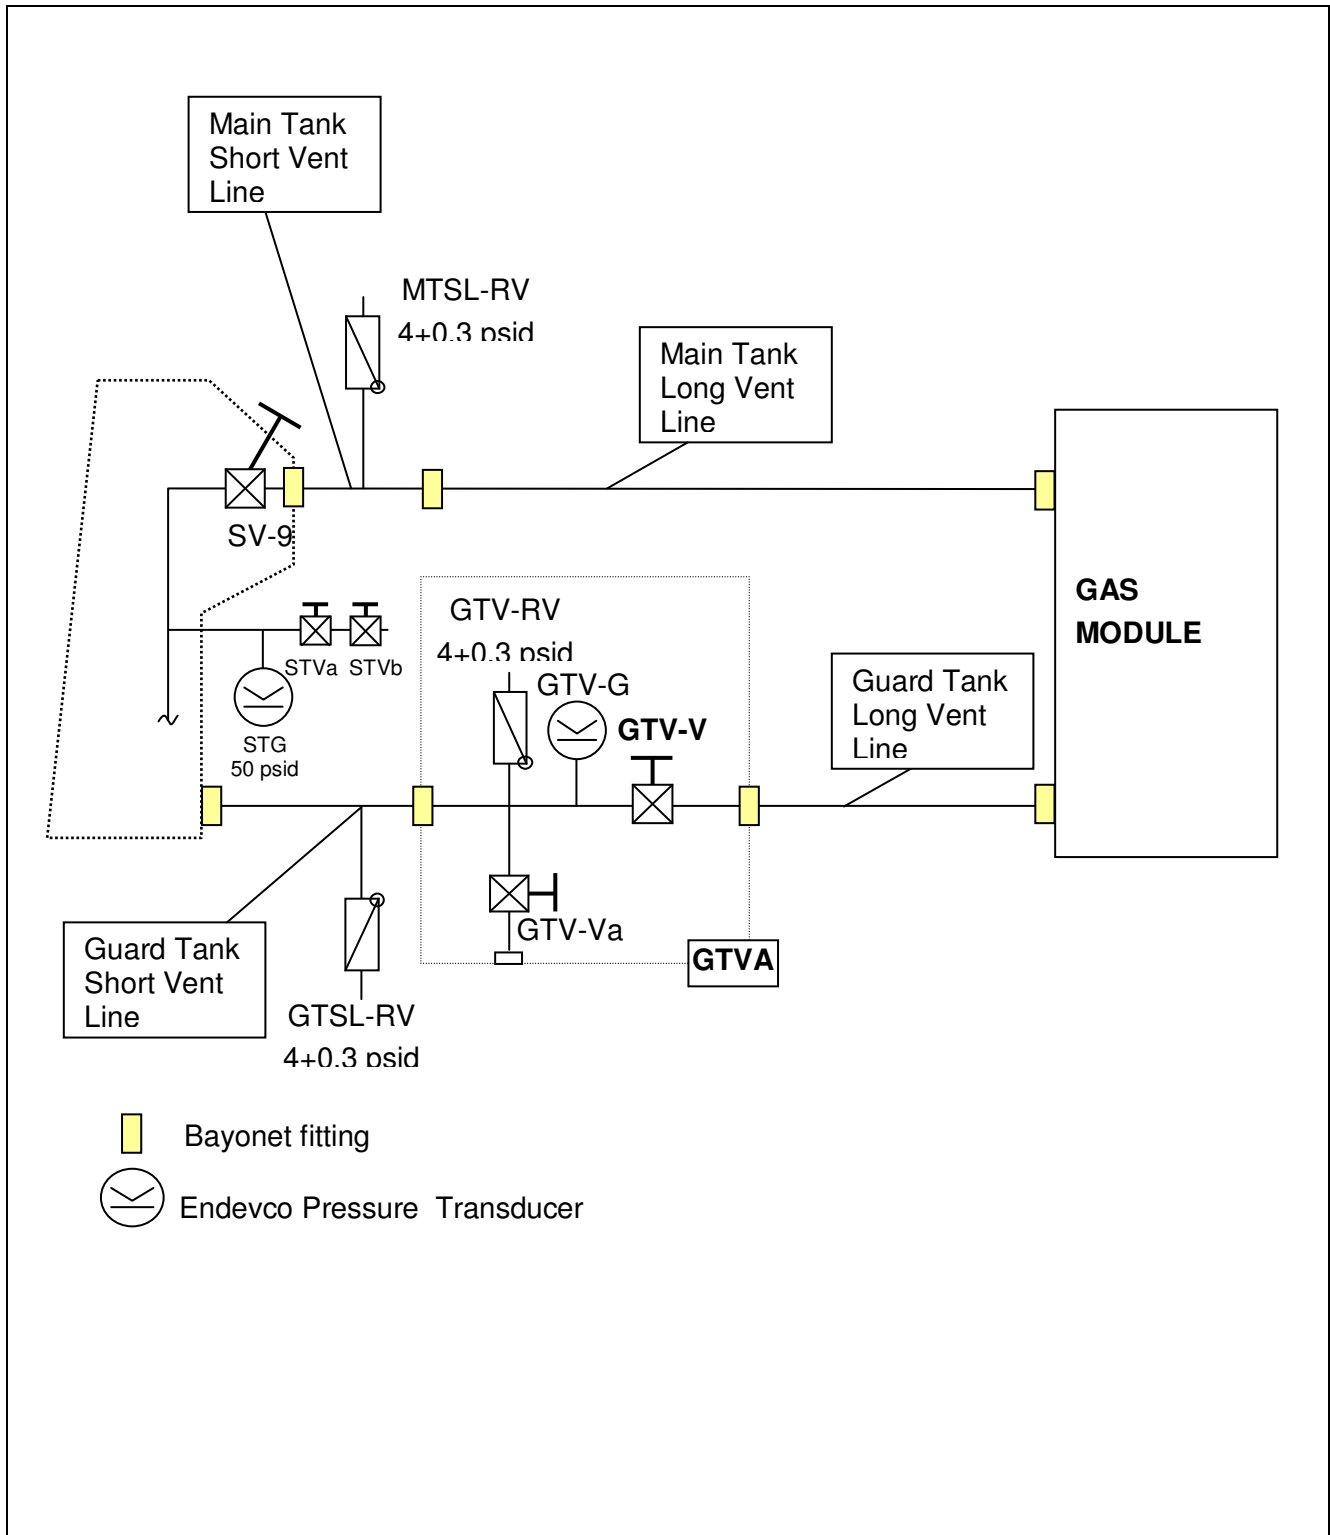 Main Tank
Short Vent
Line
MTSL-RV
4+0.3 psid
Main Tank
Long Vent
Line
SV-9
GAS
MODULE
GTV-RV
4+0.3 psid
STVa STVb
GTV-G
GTV-V
Guard Tank
Long Vent
Line
STG
50 psid
GTV-Va
GTVA
Guard Tank
Short Vent
Line
GTSL-RV
4+0.3 psid
Bayonet fitting
Endevco Pressure Transducer